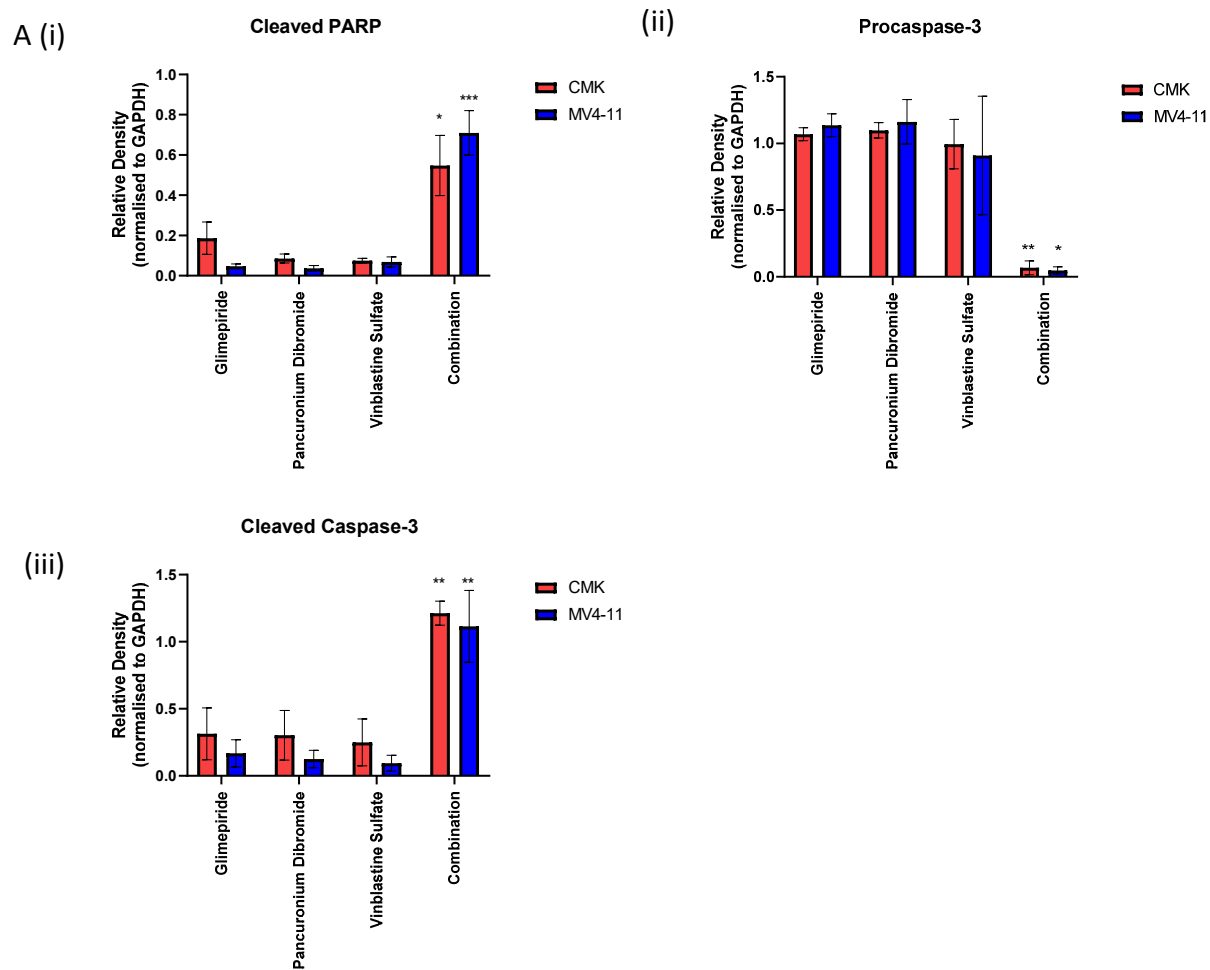 A (i)
Cleaved PARP
Relative Density
(normalised to GAPDH)
1.0
0.8
0.6
0.4
0.2
0.0
*
***
CMK
MV4-11
Glimepiride
Pancuronium Dibromide
Vinblastine Sulfate
Combination
(ii)
Procaspase-3
Relative Density
(normalised to GAPDH)
1.5
1.0
0.5
0.0
**
*
CMK
MV4-11
Glimepiride
Pancuronium Dibromide
Vinblastine Sulfate
Combination
(iii)
Cleaved Caspase-3
Relative Density
(normalised to GAPDH)
1.5
1.0
0.5
0.0
**
**
CMK
MV4-11
Glimepiride
Pancuronium Dibromide
Vinblastine Sulfate
Combination